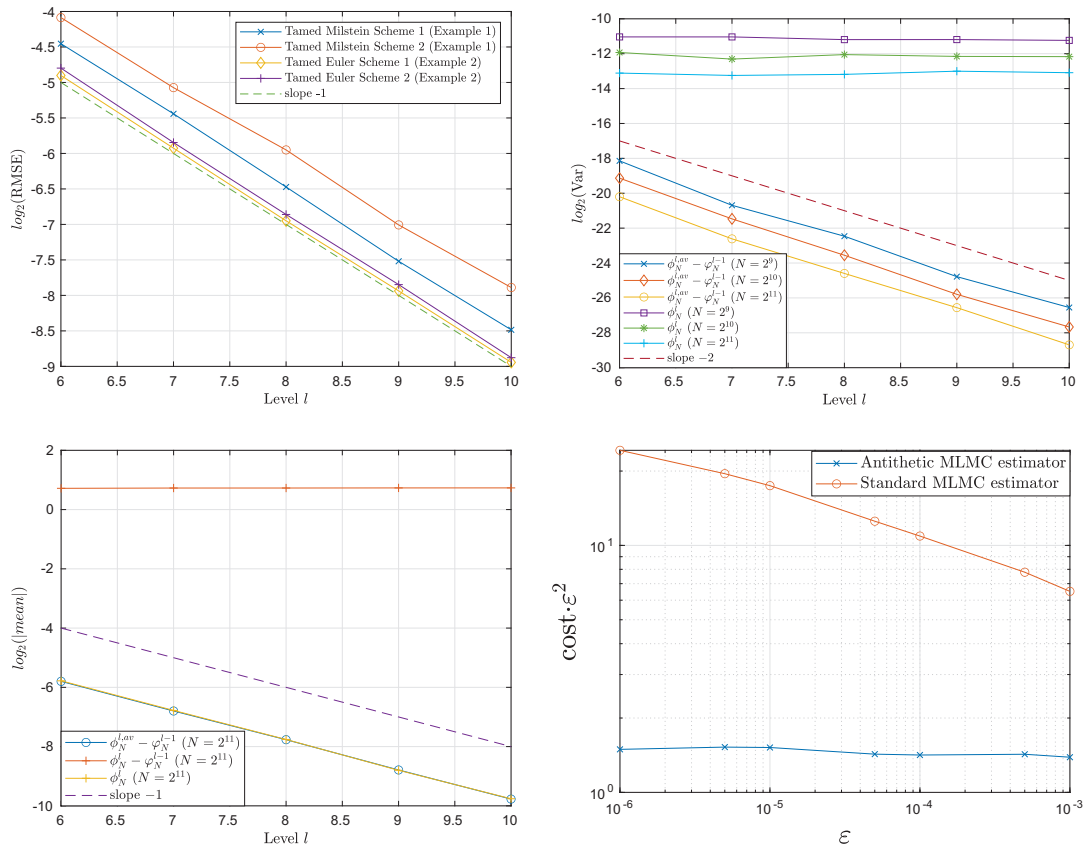 -4
-4.5
-5
-5.5
-6
-6.5
-7
-7.5
-8
-8.5
-9
log₂(RMSE)
Tamed Milstein Scheme 1 (Example 1)
Tamed Milstein Scheme 2 (Example 1)
Tamed Euler Scheme 1 (Example 2)
Tamed Euler Scheme 2 (Example 2)
slope -1
6 6.5 7 7.5 8 8.5 9 9.5 10
Level l
-10
-12
-14
-16
-18
-20
-22
-24
-26
-28
-30
log₂(Var)
ϕ_N^{l,av} − φ_N^{l−1} (N = 2^9)
ϕ_N^{l,av} − φ_N^{l−1} (N = 2^{10})
ϕ_N^{l,av} − φ_N^{l−1} (N = 2^{11})
ϕ_N^l (N = 2^9)
ϕ_N^l (N = 2^{10})
ϕ_N^l (N = 2^{11})
slope −2
6 6.5 7 7.5 8 8.5 9 9.5 10
Level l
2
0
-2
-4
-6
-8
-10
log₂(|mean|)
ϕ_N^{l,av} − φ_N^{l−1} (N = 2^{11})
ϕ_N^l − φ_N^{l−1} (N = 2^{11})
ϕ_N^l (N = 2^{11})
slope −1
6 6.5 7 7.5 8 8.5 9 9.5 10
Level l
Antithetic MLMC estimator
Standard MLMC estimator
10^1
10^0
cost·ε^2
10^{-6} 10^{-5} 10^{-4} 10^{-3}
ε